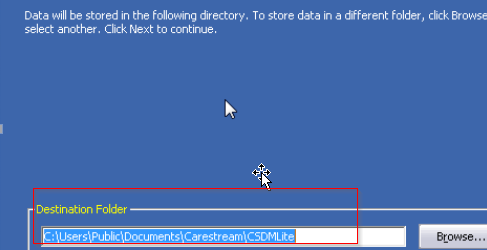 Data will be stored in the following directory. To store data in a different folder, click Browse
select another. Click Next to continue.
Destination Folder
C:\Users\Public\Documents\Carestream\CSDMLite
Browse...